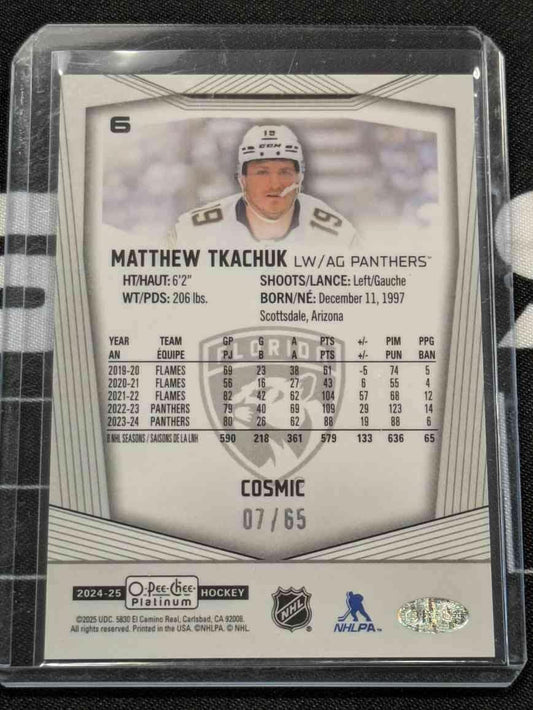 6
19
CCM
19
19
MATTHEW TKACHUK LW/AG PANTHERS™
HT/HAUT: 6'2" SHOOTS/LANCE: Left/Gauche
WT/PDS: 206 lbs. BORN/NÉ: December 11, 1997
Scottsdale, Arizona
YEAR TEAM GP G A PTS +/- PIM PPG
AN ÉQUIPE PJ B A PTS +/- PUN BAN
2019-20 FLAMES 69 23 38 61 -5 74 5
2020-21 FLAMES 56 16 27 43 6 55 4
2021-22 FLAMES 82 42 62 104 57 68 12
2022-23 PANTHERS 79 40 69 109 29 123 14
2023-24 PANTHERS 80 26 62 88 19 88 6
8 NHL SEASONS / SAISONS DE LA LNH 590 218 361 579 133 636 65
FLORIDA
COSMIC
07/65
2024-25 O-Pee-Chee Platinum HOCKEY
NHL
NHLPA™
©2025 UDC. 5830 El Camino Real, Carlsbad, CA 92008.
All rights reserved. Printed in the USA. ©NHLPA. © NHL.